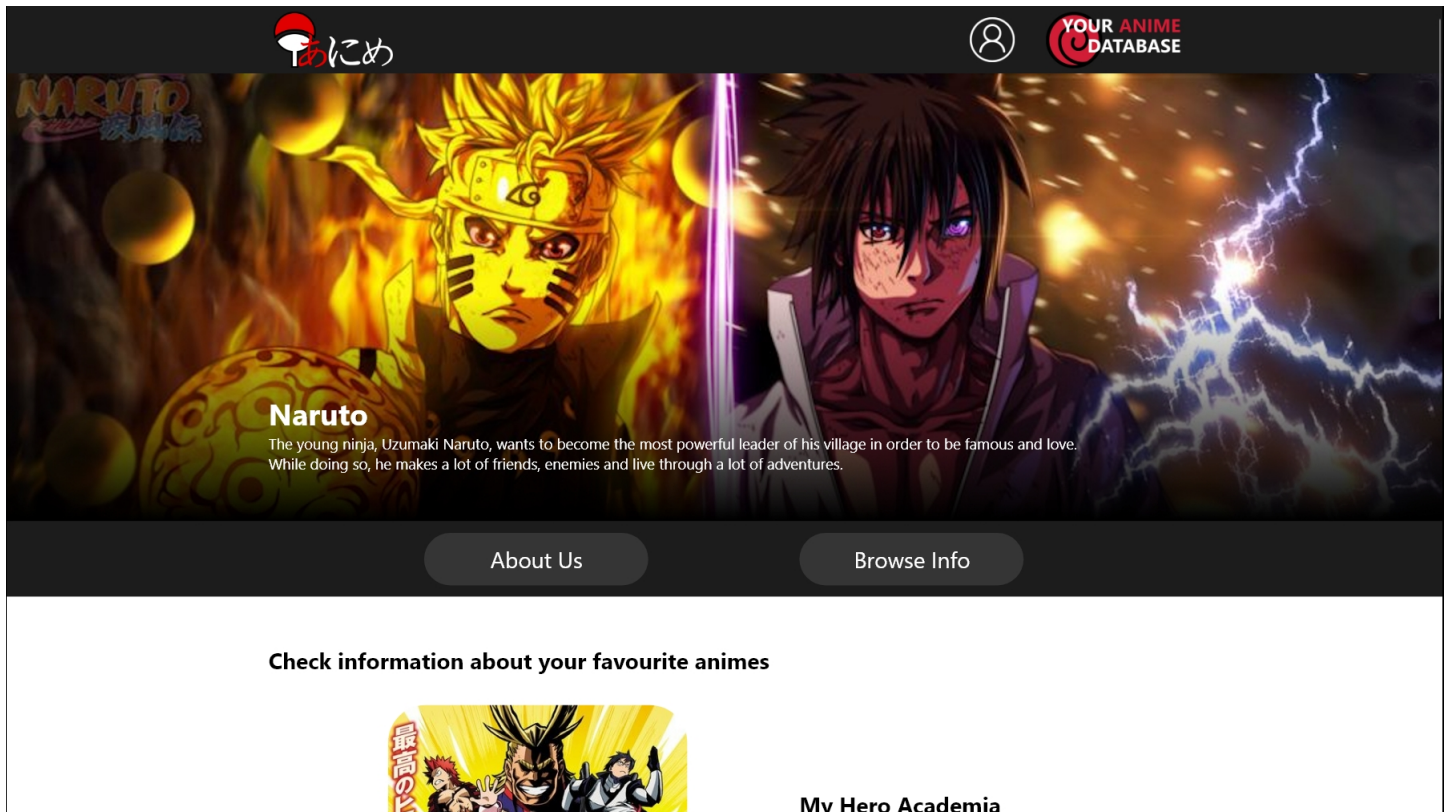 あにめ
YOUR ANIME
DATABASE
NARUTO
疾風伝
Naruto
The young ninja, Uzumaki Naruto, wants to become the most powerful leader of his village in order to be famous and love.
While doing so, he makes a lot of friends, enemies and live through a lot of adventures.
About Us
Browse Info
Check information about your favourite animes
最高のヒ
My Hero Academia